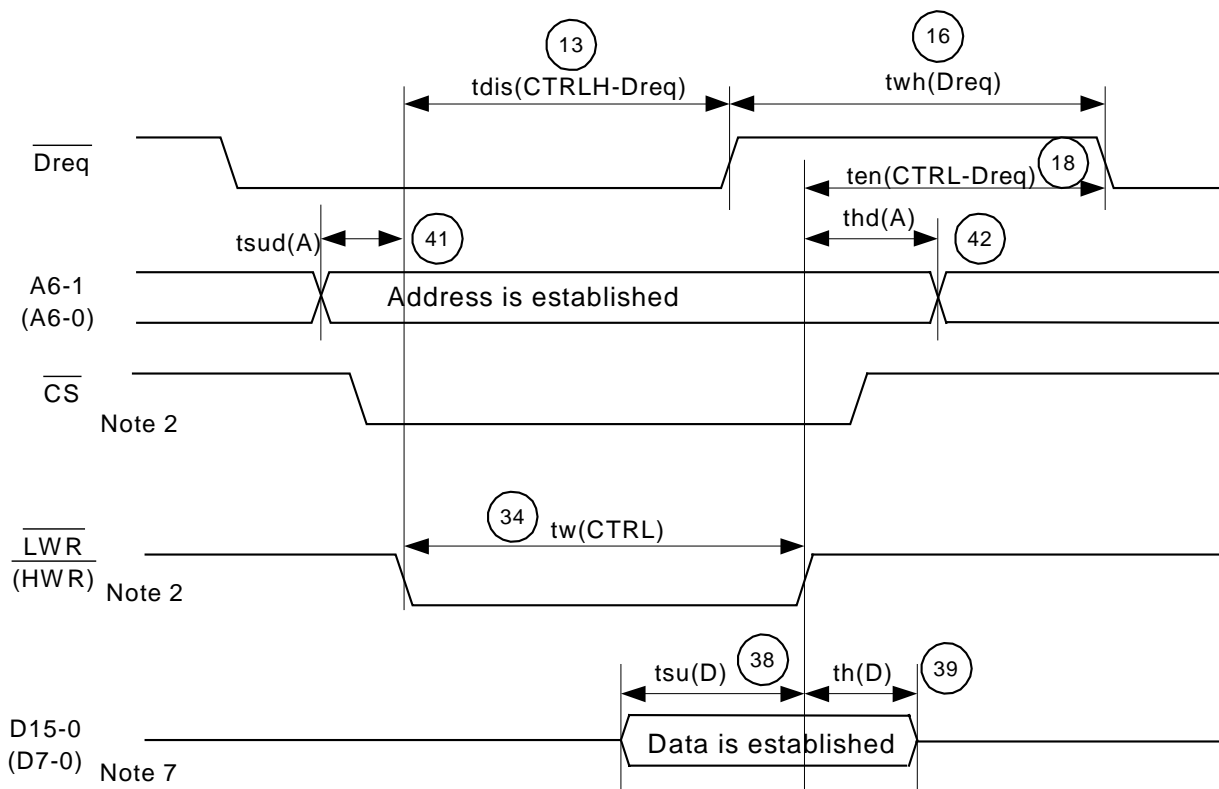 13
16
tdis(CTRLH-Dreq)
twh(Dreq)
Dreq
ten(CTRL-Dreq)
18
tsud(A)
41
thd(A)
42
A6-1
(A6-0)
Address is established
CS
Note 2
34
tw(CTRL)
LWR
(HWR)
Note 2
tsu(D)
38
th(D)
39
D15-0
(D7-0)
Data is established
Note 7